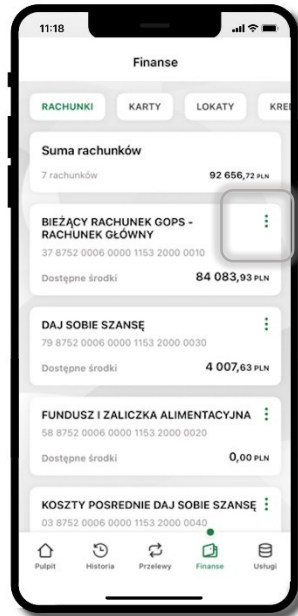 11:18
Finanse
RACHUNKI KARTY LOKATY KRE
Suma rachunków
7 rachunków 92 656,72 PLN
BIEŻĄCY RACHUNEK GOPS -
RACHUNEK GŁÓWNY
37 8752 0006 0000 1153 2000 0010
Dostępne środki 84 083,93 PLN
DAJ SOBIE SZANSĘ
79 8752 0006 0000 1153 2000 0030
Dostępne środki 4 007,63 PLN
FUNDUSZ I ZALICZKA ALIMENTACYJNA
58 8752 0006 0000 1153 2000 0020
Dostępne środki 0,00 PLN
KOSZTY POSREDNIE DAJ SOBIE SZANSĘ
03 8752 0006 0000 1153 2000 0040
Pulpit Historia Przelewy Finanse Usługi